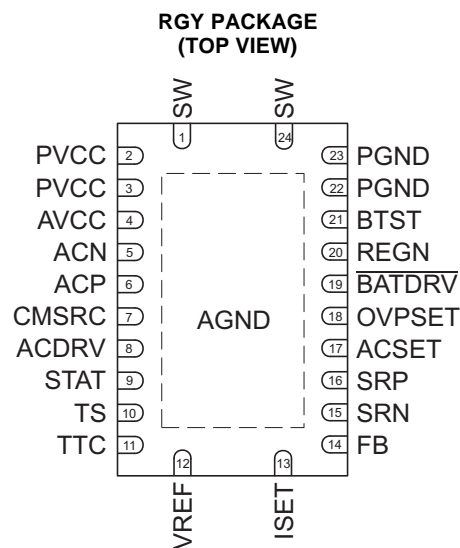 RGY PACKAGE
(TOP VIEW)
SW SW
1 24
PVCC 2 23 PGND
PVCC 3 22 PGND
AVCC 4 21 BTST
ACN 5 20 REGN
ACP 6 19 BATDRV
CMSRC 7 18 OVPSET
AGND
ACDRV 8 17 ACSET
STAT 9 16 SRP
TS 10 15 SRN
TTC 11 14 FB
12 13
VREF ISET